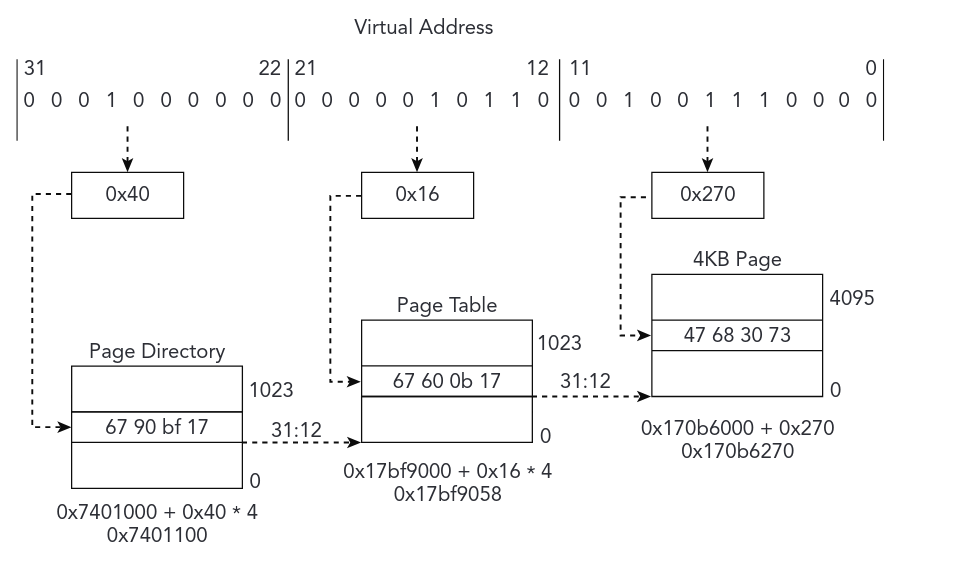 Virtual Address
31 22 21 12 11 0
0 0 0 1 0 0 0 0 0 0 0 0 0 0 0 1 0 1 1 0 0 0 1 0 0 1 1 1 0 0 0 0
0x40 0x16 0x270
4KB Page
4095
47 68 30 73
0
0x170b6000 + 0x270
0x170b6270
Page Table
1023
67 60 0b 17
31:12
0
0x17bf9000 + 0x16 * 4
0x17bf9058
Page Directory
1023
67 90 bf 17
31:12
0
0x7401000 + 0x40 * 4
0x7401100